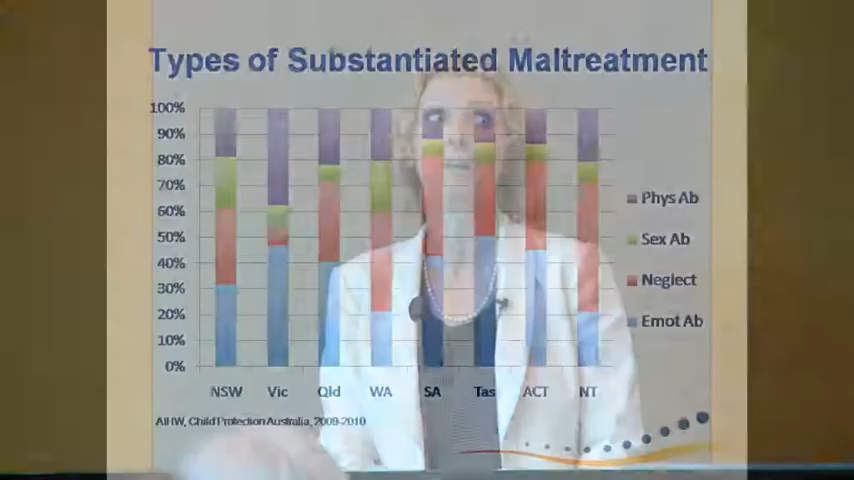 Types of Substantiated Maltreatment
100%
90%
80%
70%
60%
50%
40%
30%
20%
10%
0%
NSW Vic Qld WA SA Tas ACT NT
Phys Ab
Sex Ab
Neglect
Emot Ab
AIHW, Child Protection Australia, 2009-2010